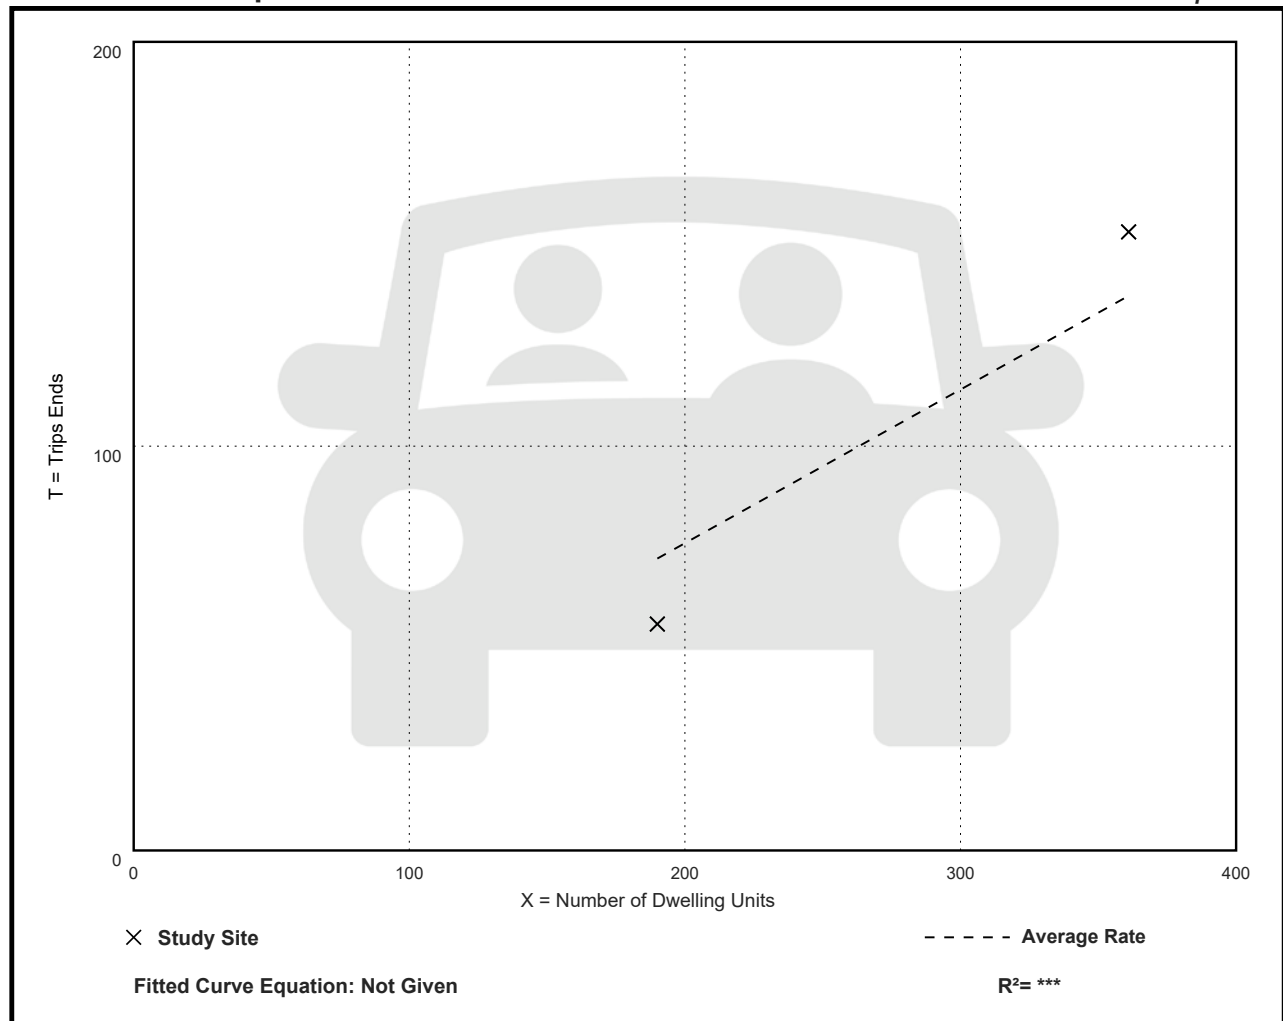 200
100
0
T = Trips Ends
0 100 200 300 400
X = Number of Dwelling Units
Study Site
Average Rate
Fitted Curve Equation: Not Given
R²= ***